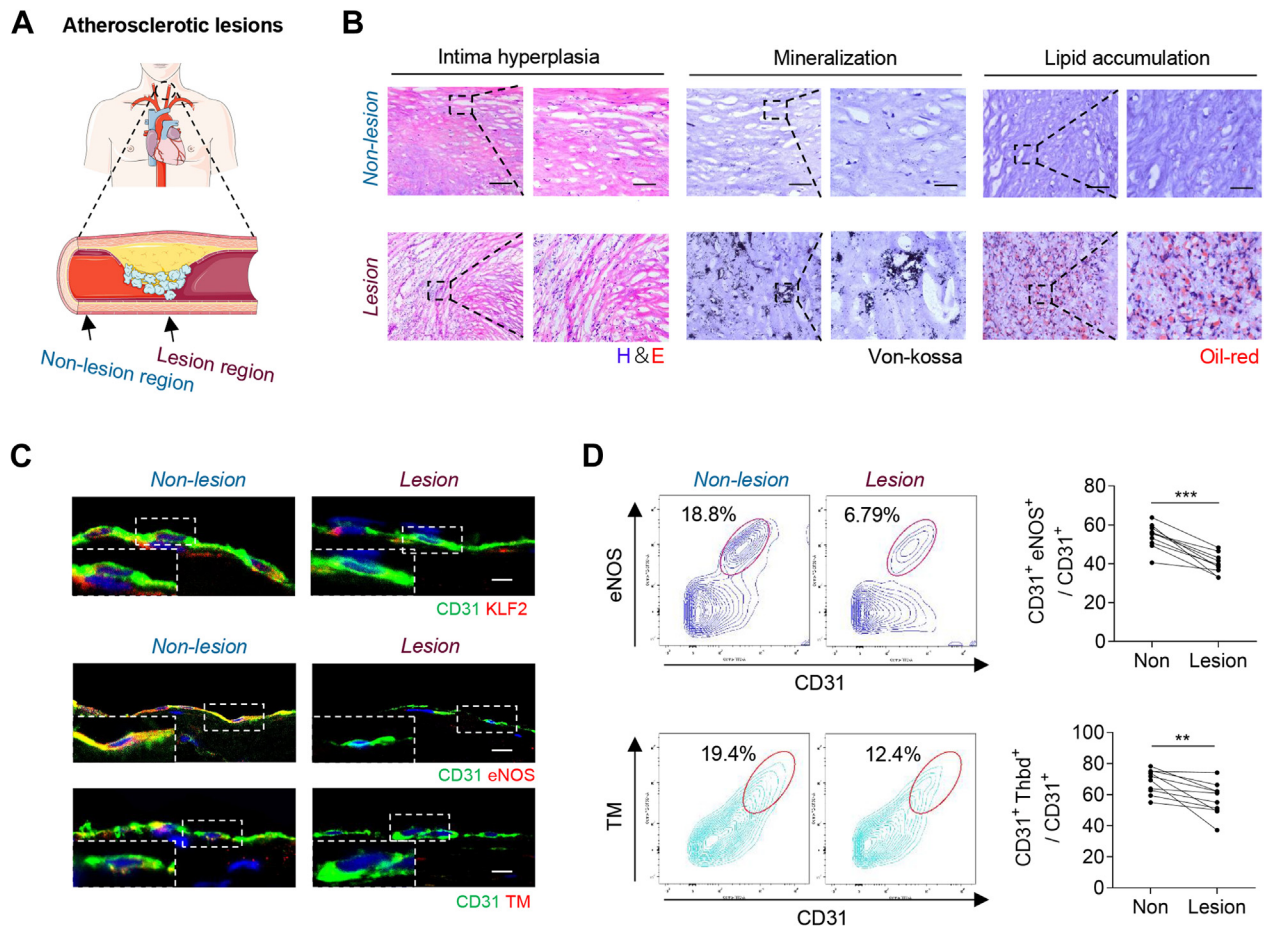 A
Atherosclerotic lesions
Non-lesion region
Lesion region
B
Intima hyperplasia
Mineralization
Lipid accumulation
Non-lesion
Lesion
H & E
Von-kossa
Oil-red
C
Non-lesion
Lesion
CD31 KLF2
Non-lesion
Lesion
CD31 eNOS
CD31 TM
D
Non-lesion
Lesion
eNOS
18.8%
6.79%
CD31
CD31⁺ eNOS⁺
/ CD31⁺
80
60
40
20
0
***
Non
Lesion
TM
19.4%
12.4%
CD31
CD31⁺ Thbd⁺
/ CD31⁺
100
80
60
40
80
0
**
Non
Lesion